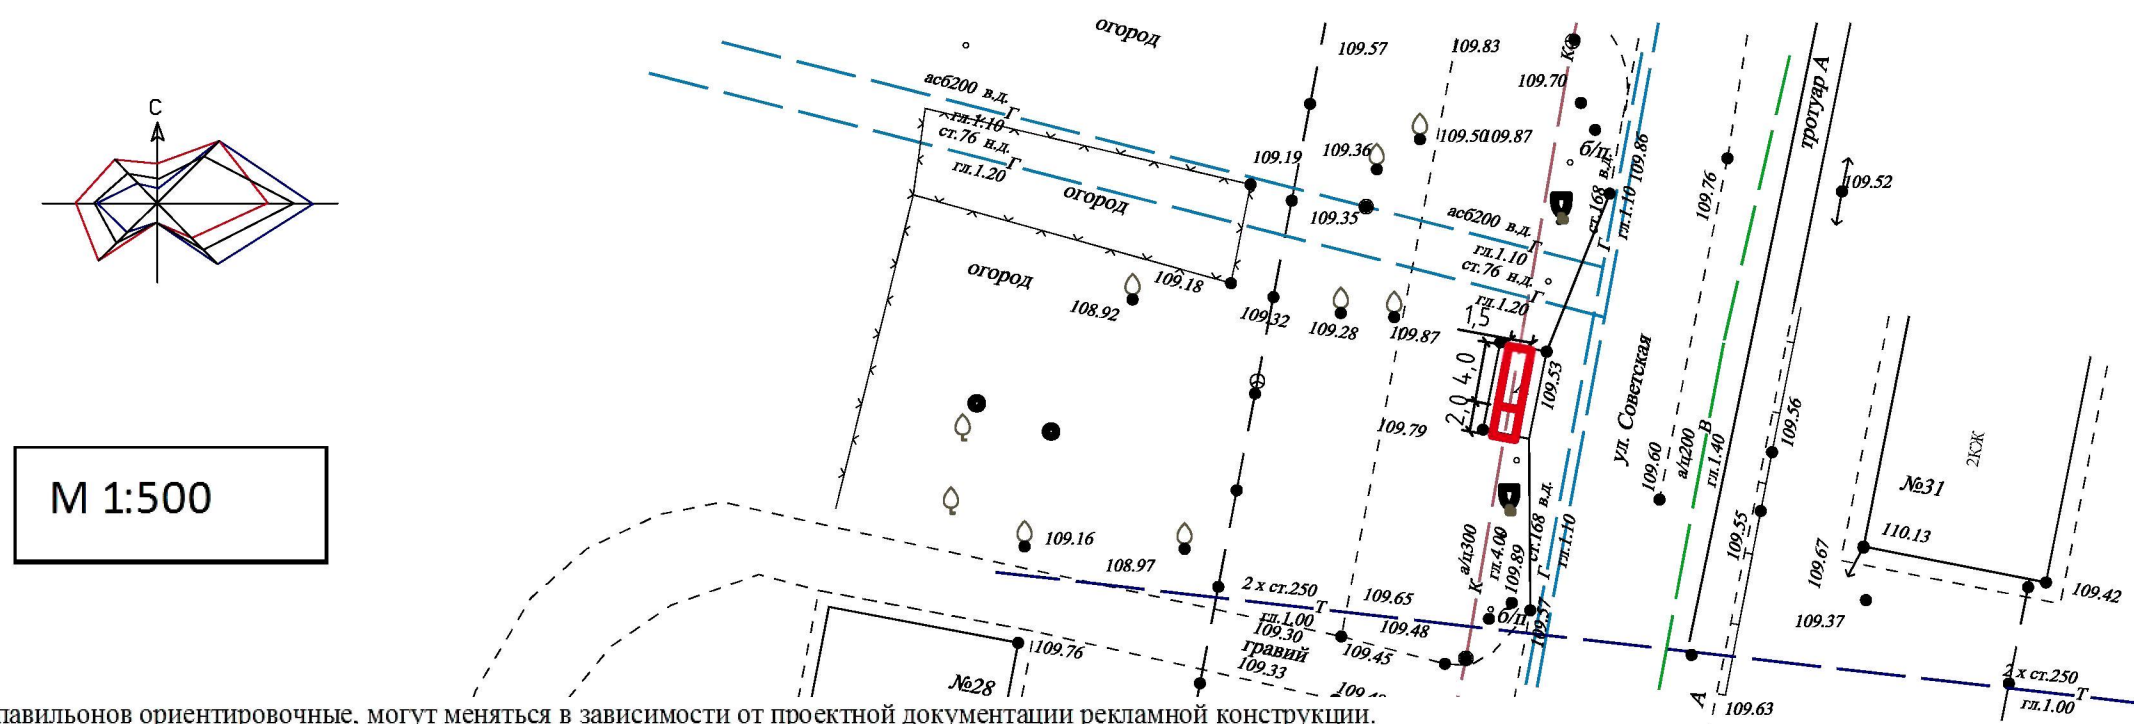 огород
109.57
109.83
К
109.70
тротуар А
С
асб200 в.д.
Г
гл.1.10
ст.76 н.д.
Г
гл.1.20
109.19
109.36
109.50
109.87
б/п
109.86
109.76
109.52
огород
109.35
асб200 в.д.
Г
гл.1.10
ст.168 в.д.
Г
гл.1.10
огород
109.18
108.92
109.32
109.28
109.87
ст.76 н.д.
Г
гл.1.20
1,5
4,0
2,0
109.53
ул. Советская
109.79
109.60
а/ц200
В
гл.1.40
109.56
2КЖ
№31
М 1:500
109.16
108.97
а/ц300
гл.4.00
К
109.89
ст.168 в.д.
Г
гл.1.10
109.55
109.67
110.13
109.42
109.37
2 х ст.250
Т
гл.1.00
109.65
109.30
109.48
б/п
109.57
гравий
109.45
109.33
109.76
№28
А
109.63
2 х ст.250
Т
гл.1.00
павильонов ориентировочные, могут меняться в зависимости от проектной документации рекламной конструкции.